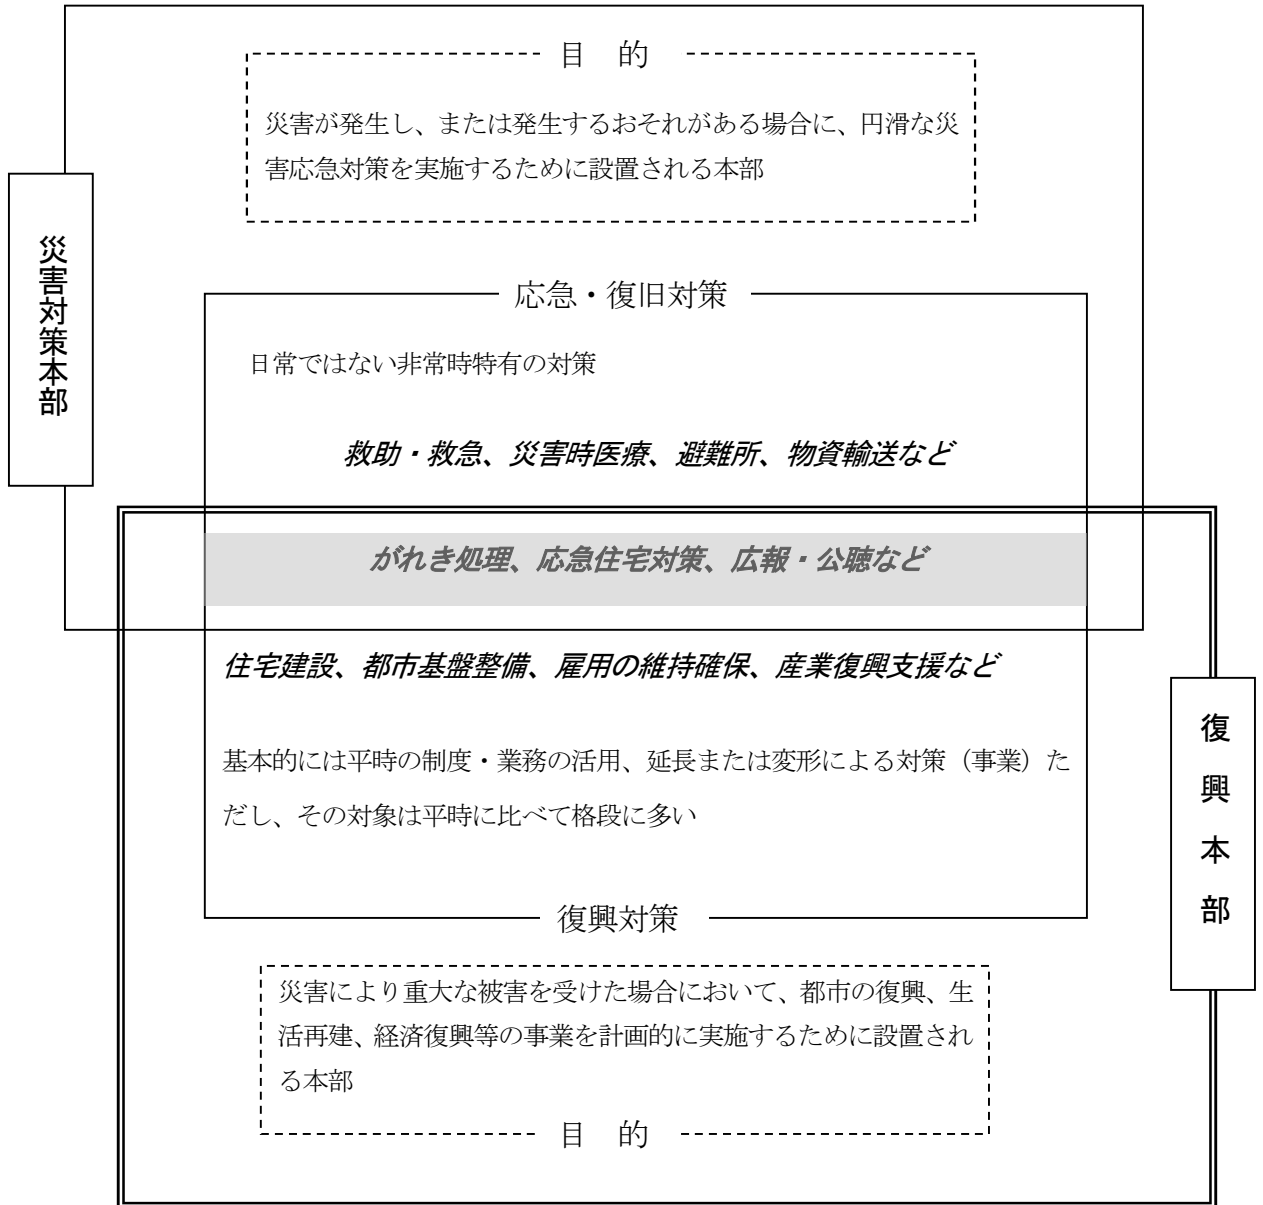 目 的
災害が発生し、または発生するおそれがある場合に、円滑な災
害応急対策を実施するために設置される本部
災害対策本部
応急・復旧対策
日常ではない非常時特有の対策
救助・救急、災害時医療、避難所、物資輸送など
がれき処理、応急住宅対策、広報・公聴など
住宅建設、都市基盤整備、雇用の維持確保、産業復興支援など
基本的には平時の制度・業務の活用、延長または変形による対策（事業）た
だし、その対象は平時に比べて格段に多い
復興本部
復興対策
災害により重大な被害を受けた場合において、都市の復興、生
活再建、経済復興等の事業を計画的に実施するために設置され
る本部
目 的